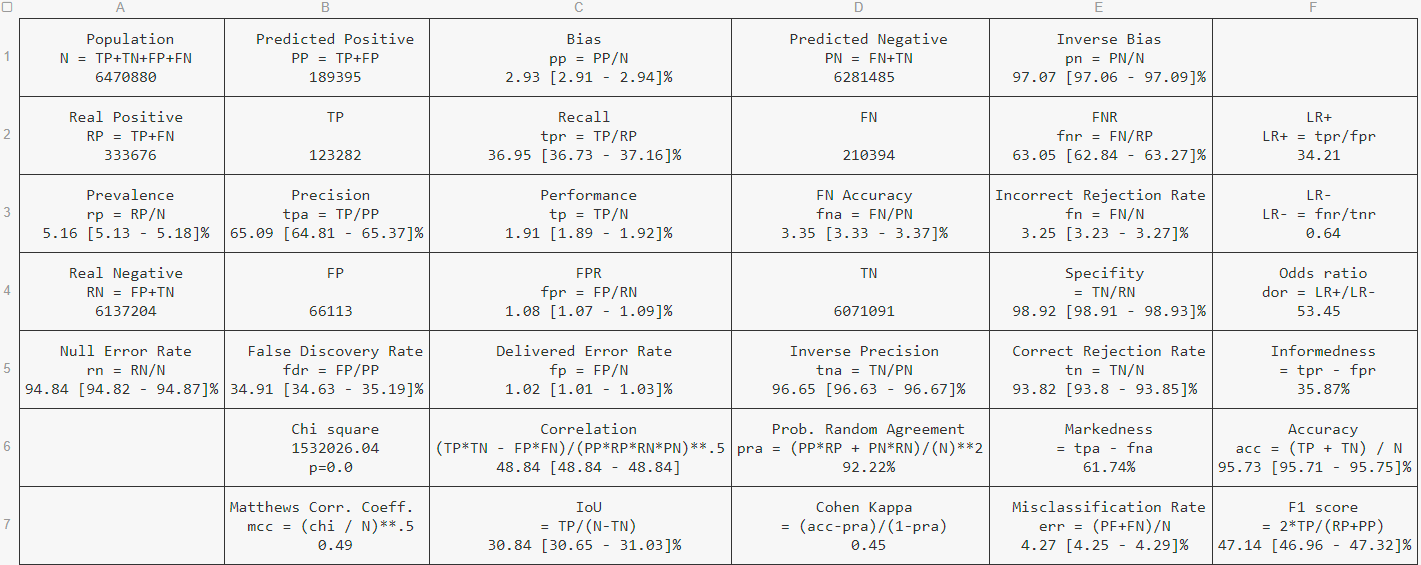 A B C D E F
1
Population
N = TP+TN+FP+FN
6470880
Predicted Positive
PP = TP+FP
189395
Bias
pp = PP/N
2.93 [2.91 - 2.94]%
Predicted Negative
PN = FN+TN
6281485
Inverse Bias
pn = PN/N
97.07 [97.06 - 97.09]%
2
Real Positive
RP = TP+FN
333676
TP
123282
Recall
tpr = TP/RP
36.95 [36.73 - 37.16]%
FN
210394
FNR
fnr = FN/RP
63.05 [62.84 - 63.27]%
LR+
LR+ = tpr/fpr
34.21
3
Prevalence
rp = RP/N
5.16 [5.13 - 5.18]%
Precision
tpa = TP/PP
65.09 [64.81 - 65.37]%
Performance
tp = TP/N
1.91 [1.89 - 1.92]%
FN Accuracy
fna = FN/PN
3.35 [3.33 - 3.37]%
Incorrect Rejection Rate
fn = FN/N
3.25 [3.23 - 3.27]%
LR-
LR- = fnr/tnr
0.64
4
Real Negative
RN = FP+TN
6137204
FP
66113
FPR
fpr = FP/RN
1.08 [1.07 - 1.09]%
TN
6071091
Specifity
= TN/RN
98.92 [98.91 - 98.93]%
Odds ratio
dor = LR+/LR-
53.45
5
Null Error Rate
rn = RN/N
94.84 [94.82 - 94.87]%
False Discovery Rate
fdr = FP/PP
34.91 [34.63 - 35.19]%
Delivered Error Rate
fp = FP/N
1.02 [1.01 - 1.03]%
Inverse Precision
tna = TN/PN
96.65 [96.63 - 96.67]%
Correct Rejection Rate
tn = TN/N
93.82 [93.8 - 93.85]%
Informedness
= tpr - fpr
35.87%
6
Chi square
1532026.04
p=0.0
Correlation
(TP*TN - FP*FN)/(PP*RP*RN*PN)**.5
48.84 [48.84 - 48.84]
Prob. Random Agreement
pra = (PP*RP + PN*RN)/(N)**2
92.22%
Markedness
= tpa - fna
61.74%
Accuracy
acc = (TP + TN) / N
95.73 [95.71 - 95.75]%
7
Matthews Corr. Coeff.
mcc = (chi / N)**.5
0.49
IoU
= TP/(N-TN)
30.84 [30.65 - 31.03]%
Cohen Kappa
= (acc-pra)/(1-pra)
0.45
Misclassification Rate
err = (PF+FN)/N
4.27 [4.25 - 4.29]%
F1 score
= 2*TP/(RP+PP)
47.14 [46.96 - 47.32]%